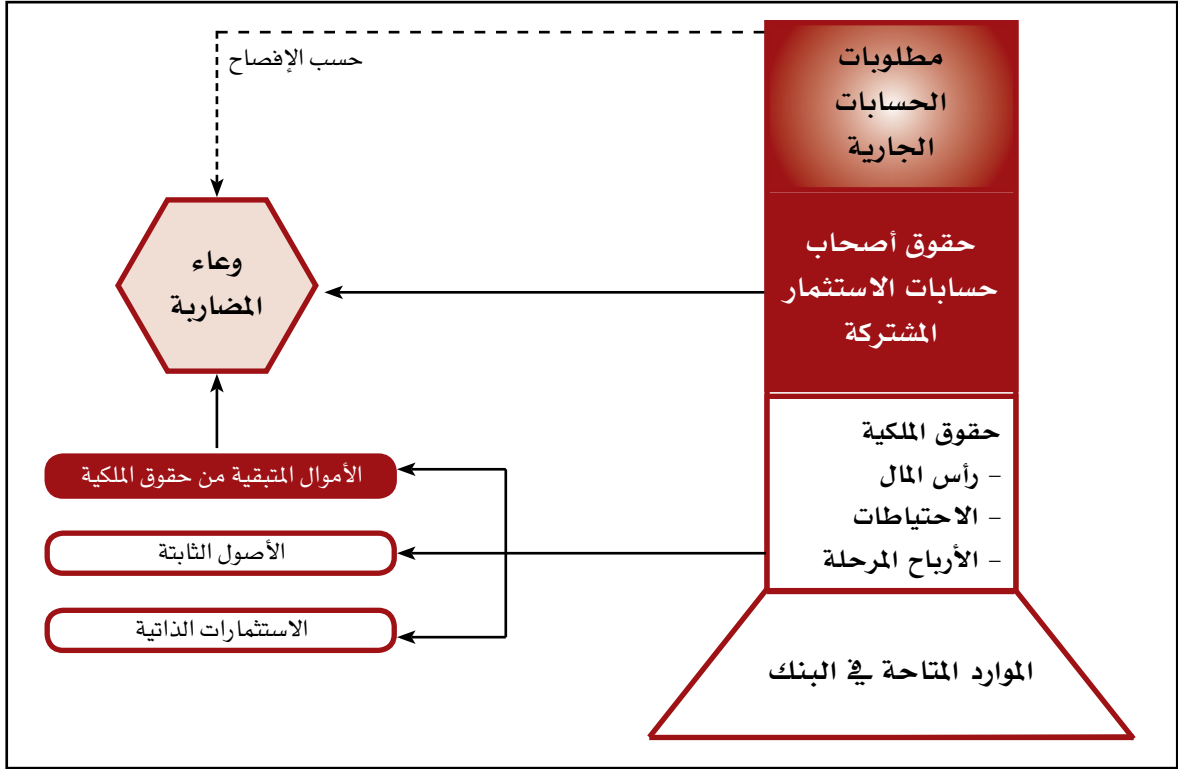 مطلوبات
الحسابات
الجارية
حقوق أصحاب
حسابات الاستثمار
المشتركة
حقوق الملكية
– رأس المال
– الاحتياطات
– الأرباح المرحلة
الموارد المتاحة في البنك
حسب الإفصاح
وعاء
المضاربة
الأموال المتبقية من حقوق الملكية
الأصول الثابتة
الاستثمارات الذاتية